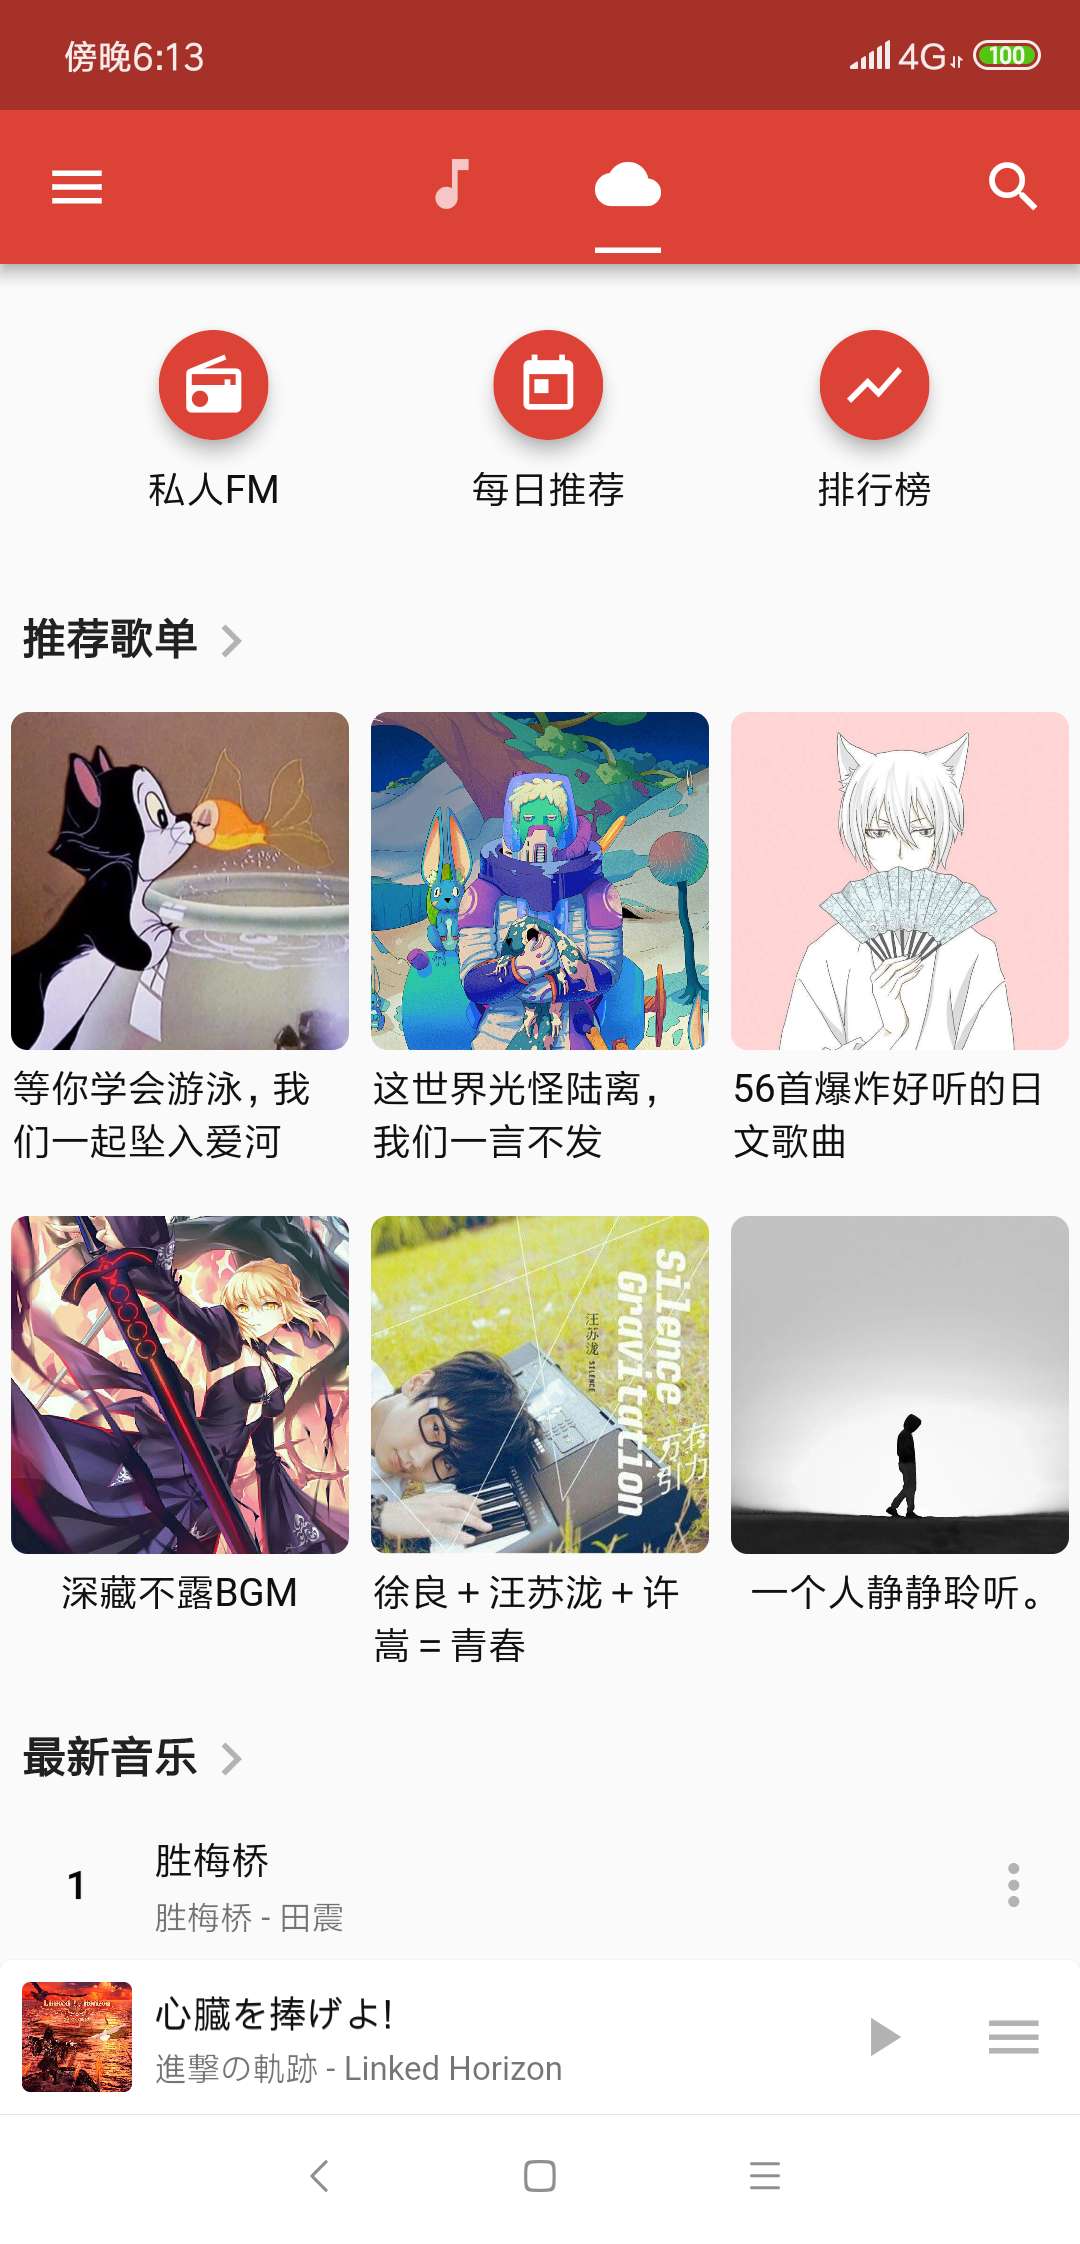 傍晚6:13
4G
100
私人FM
每日推荐
排行榜
推荐歌单
等你学会游泳，我
们一起坠入爱河
这世界光怪陆离，
我们一言不发
56首爆炸好听的日
文歌曲
Silence
Gravitation
汪苏泷
SILENCE
万有
引力
深藏不露BGM
徐良＋汪苏泷＋许
嵩＝青春
一个人静静聆听。
最新音乐
1
胜梅桥
胜梅桥 - 田震
Linked Horizon
心臓を捧げよ!
進撃の軌跡 - Linked Horizon